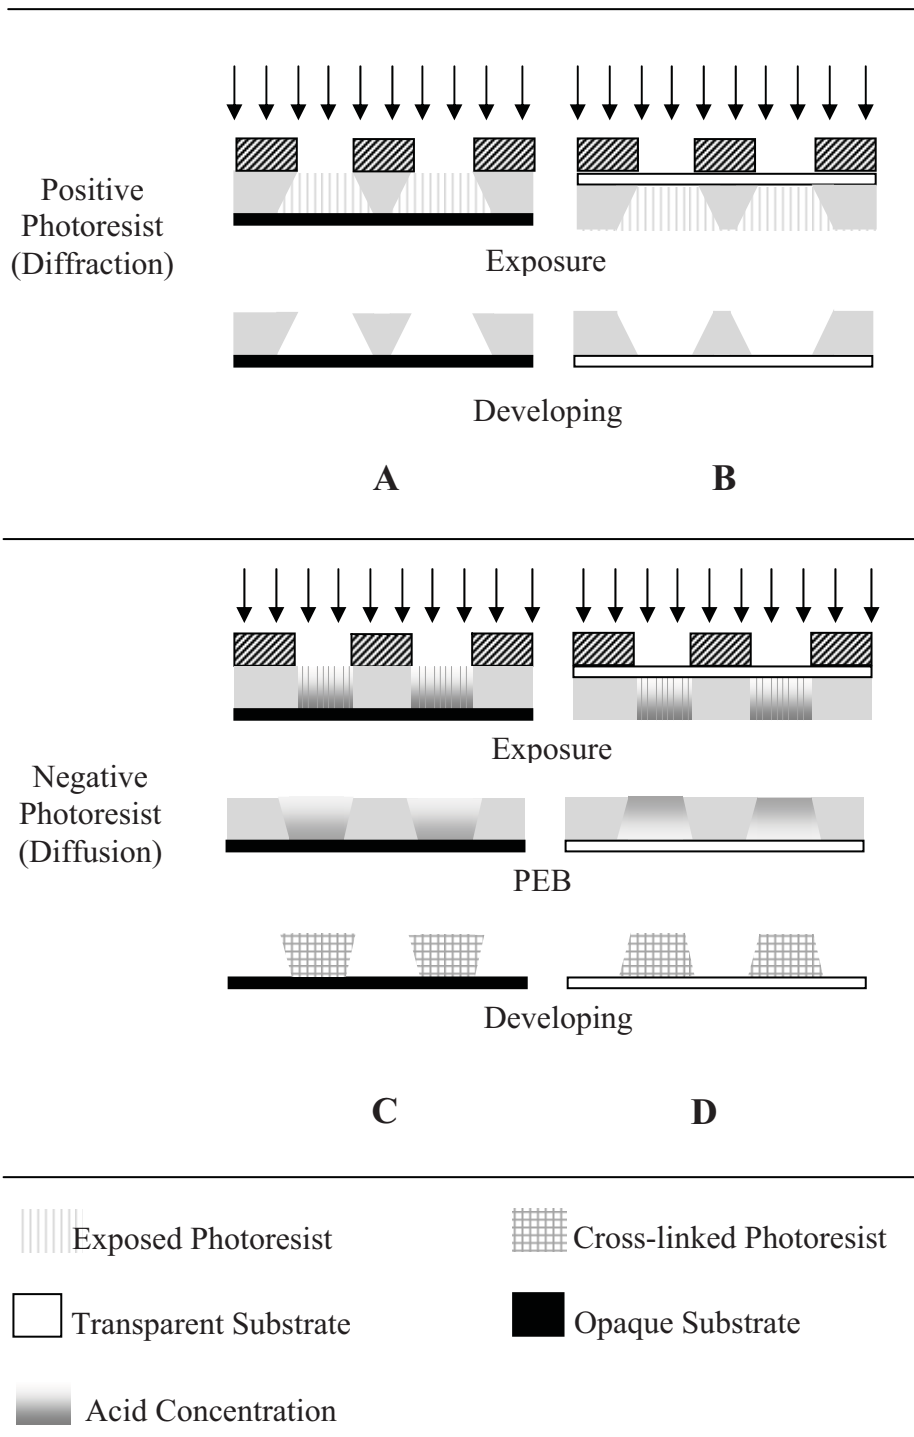 Positive
Photoresist
(Diffraction)
Exposure
Developing
A B
Negative
Photoresist
(Diffusion)
Exposure
PEB
Developing
C D
Exposed Photoresist
Cross-linked Photoresist
Transparent Substrate
Opaque Substrate
Acid Concentration